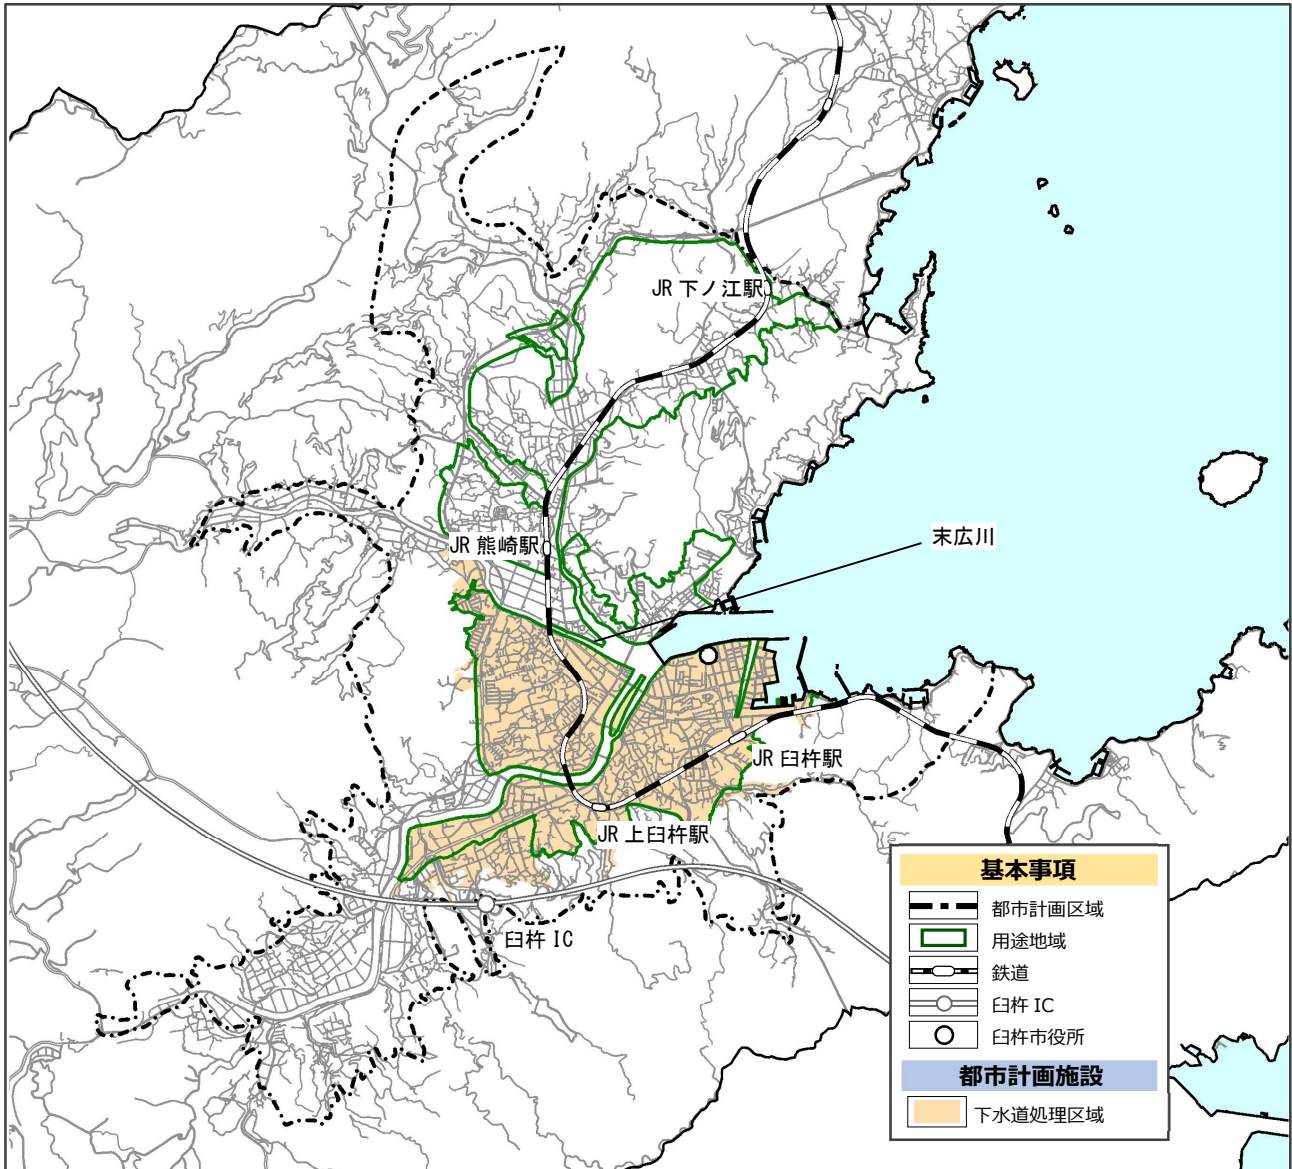 JR 下ノ江駅
末広川
JR 熊崎駅
JR 臼杵駅
JR 上臼杵駅
臼杵 IC
基本事項
都市計画区域
用途地域
鉄道
臼杵 IC
臼杵市役所
都市計画施設
下水道処理区域